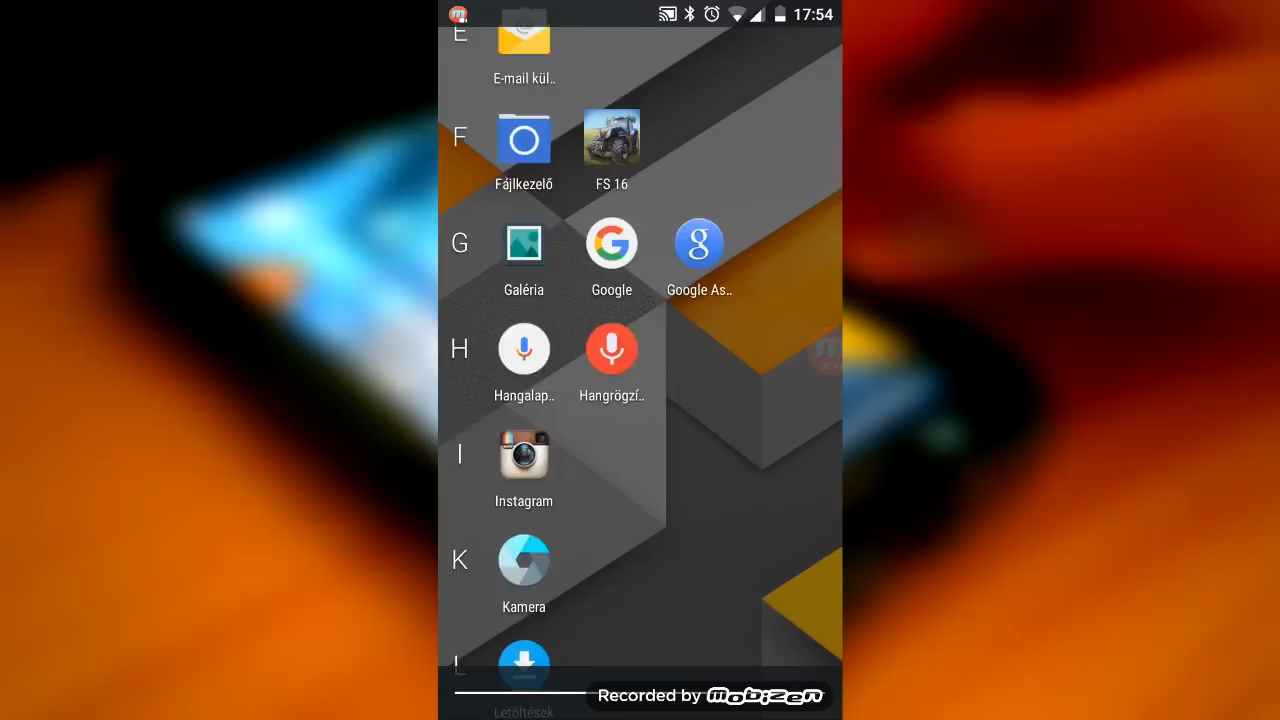 17:54
E
E-mail kül..
F
Fájlkezelő
FS 16
G
Galéria
Google
Google As..
H
Hangalap..
Hangrögzí..
I
Instagram
K
Kamera
L
Letöltések
Recorded by mobizen